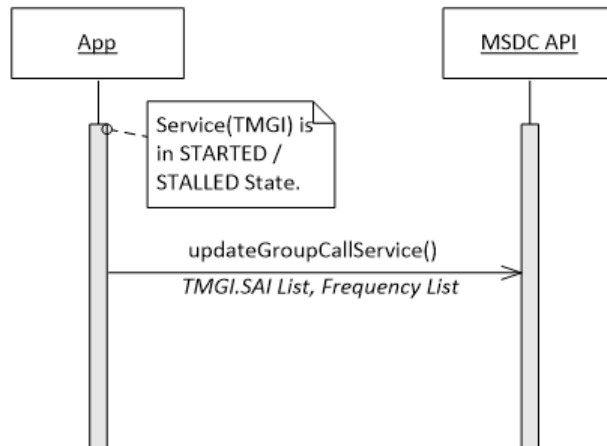 App
MSDC API
Service(TMGI) is
in STARTED /
STALLED State.
updateGroupCallService()
TMGI.SAI List, Frequency List